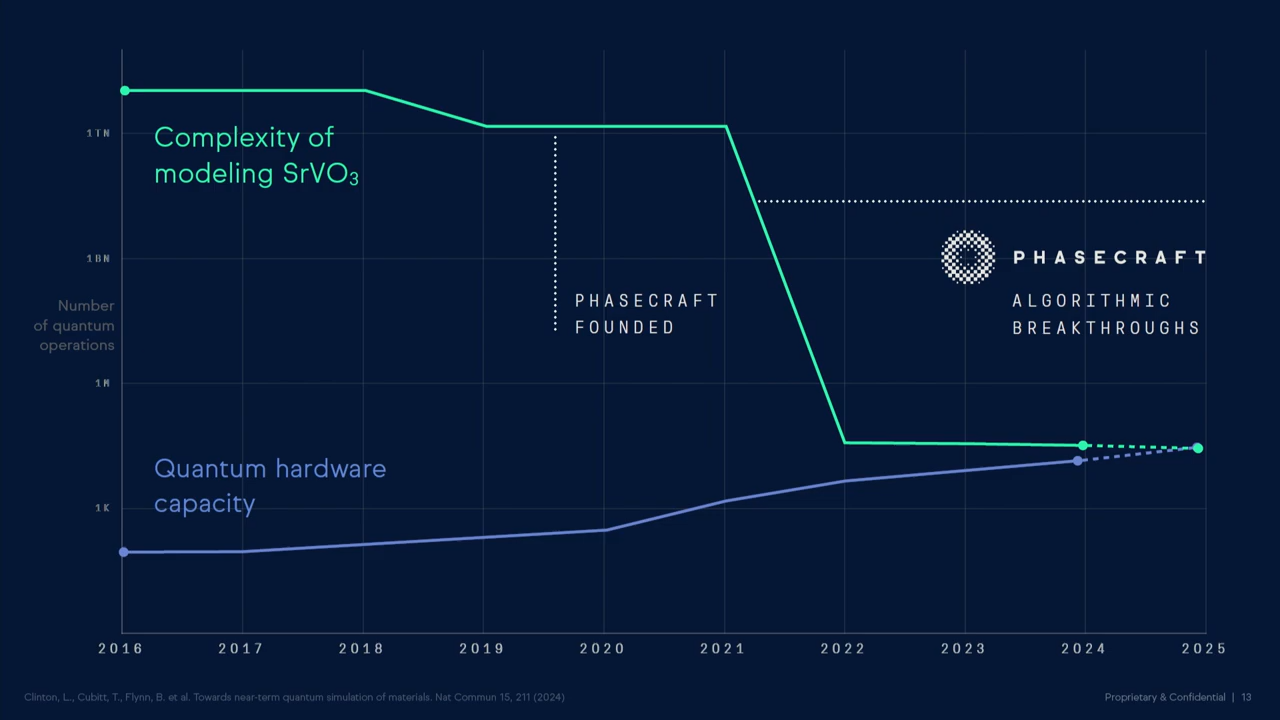 1TN
Complexity of
modeling SrVO₃
1BN
PHASECRAFT
Number
of quantum
operations
PHASECRAFT
FOUNDED
ALGORITHMIC
BREAKTHROUGHS
1M
Quantum hardware
capacity
1K
2016 2017 2018 2019 2020 2021 2022 2023 2024 2025
Clinton, L., Cubitt, T., Flynn, B. et al. Towards near-term quantum simulation of materials. Nat Commun 15, 211 (2024)
Proprietary & Confidential | 13